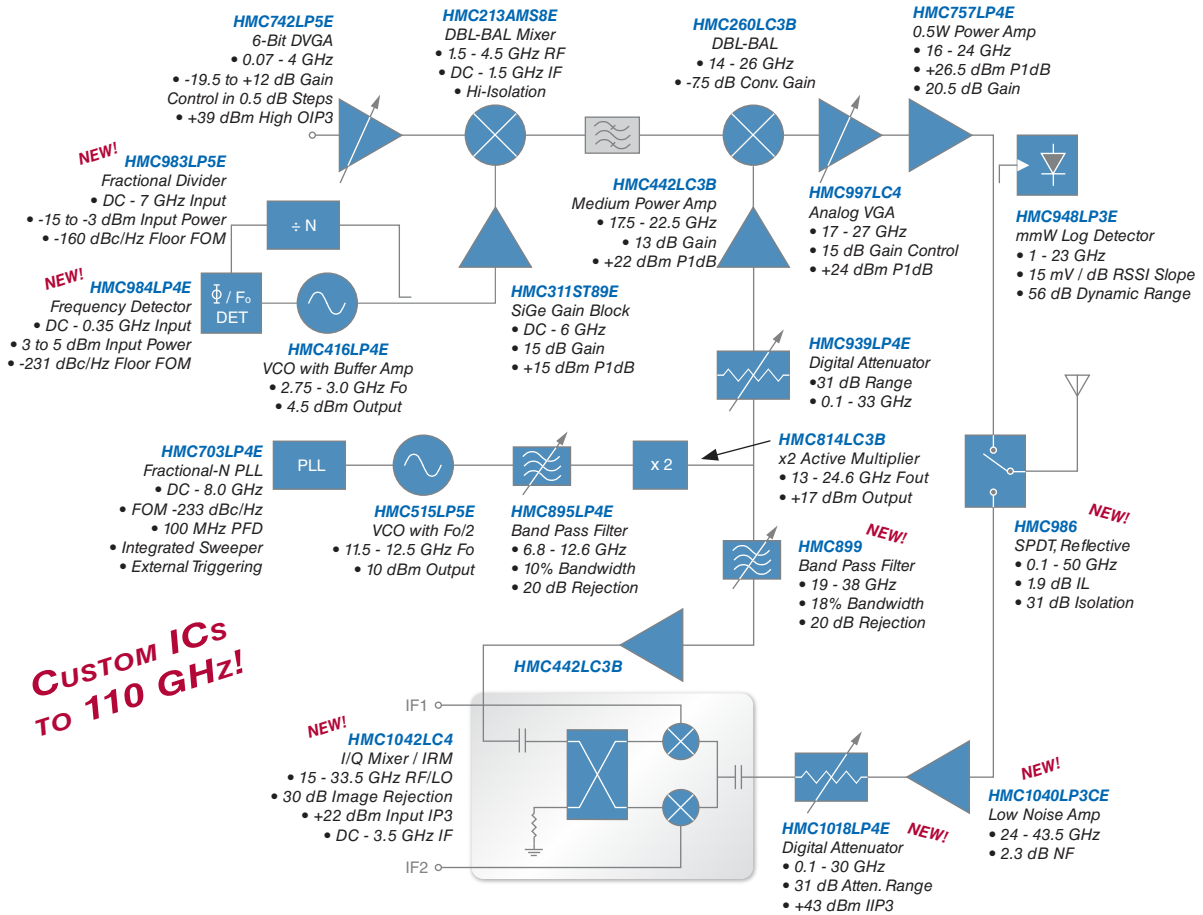 HMC742LP5E
6-Bit DVGA
• 0.07 - 4 GHz
• -19.5 to +12 dB Gain
Control in 0.5 dB Steps
• +39 dBm High OIP3
HMC213AMS8E
DBL-BAL Mixer
• 1.5 - 4.5 GHz RF
• DC - 1.5 GHz IF
• Hi-Isolation
HMC260LC3B
DBL-BAL
• 14 - 26 GHz
• -7.5 dB Conv. Gain
HMC757LP4E
0.5W Power Amp
• 16 - 24 GHz
• +26.5 dBm P1dB
• 20.5 dB Gain
NEW!
HMC983LP5E
Fractional Divider
• DC - 7 GHz Input
• -15 to -3 dBm Input Power
• -160 dBc/Hz Floor FOM
÷ N
HMC442LC3B
Medium Power Amp
• 17.5 - 22.5 GHz
• 13 dB Gain
• +22 dBm P1dB
HMC997LC4
Analog VGA
• 17 - 27 GHz
• 15 dB Gain Control
• +24 dBm P1dB
HMC948LP3E
mmW Log Detector
• 1 - 23 GHz
• 15 mV / dB RSSI Slope
• 56 dB Dynamic Range
NEW!
HMC984LP4E
Frequency Detector
• DC - 0.35 GHz Input
• 3 to 5 dBm Input Power
• -231 dBc/Hz Floor FOM
Φ / Fo
DET
HMC416LP4E
VCO with Buffer Amp
• 2.75 - 3.0 GHz Fo
• 4.5 dBm Output
HMC311ST89E
SiGe Gain Block
• DC - 6 GHz
• 15 dB Gain
• +15 dBm P1dB
HMC939LP4E
Digital Attenuator
•31 dB Range
• 0.1 - 33 GHz
HMC703LP4E
Fractional-N PLL
• DC - 8.0 GHz
• FOM -233 dBc/Hz
• 100 MHz PFD
• Integrated Sweeper
• External Triggering
PLL
HMC515LP5E
VCO with Fo/2
• 11.5 - 12.5 GHz Fo
• 10 dBm Output
HMC895LP4E
Band Pass Filter
• 6.8 - 12.6 GHz
• 10% Bandwidth
• 20 dB Rejection
x 2
HMC814LC3B
x2 Active Multiplier
• 13 - 24.6 GHz Fout
• +17 dBm Output
NEW!
HMC899
Band Pass Filter
• 19 - 38 GHz
• 18% Bandwidth
• 20 dB Rejection
NEW!
HMC986
SPDT, Reflective
• 0.1 - 50 GHz
• 1.9 dB IL
• 31 dB Isolation
CUSTOM ICS
TO 110 GHZ!
HMC442LC3B
IF1
NEW!
HMC1042LC4
I/Q Mixer / IRM
• 15 - 33.5 GHz RF/LO
• 30 dB Image Rejection
• +22 dBm Input IP3
• DC - 3.5 GHz IF
IF2
HMC1018LP4E
NEW!
Digital Attenuator
• 0.1 - 30 GHz
• 31 dB Atten. Range
• +43 dBm IIP3
NEW!
HMC1040LP3CE
Low Noise Amp
• 24 - 43.5 GHz
• 2.3 dB NF